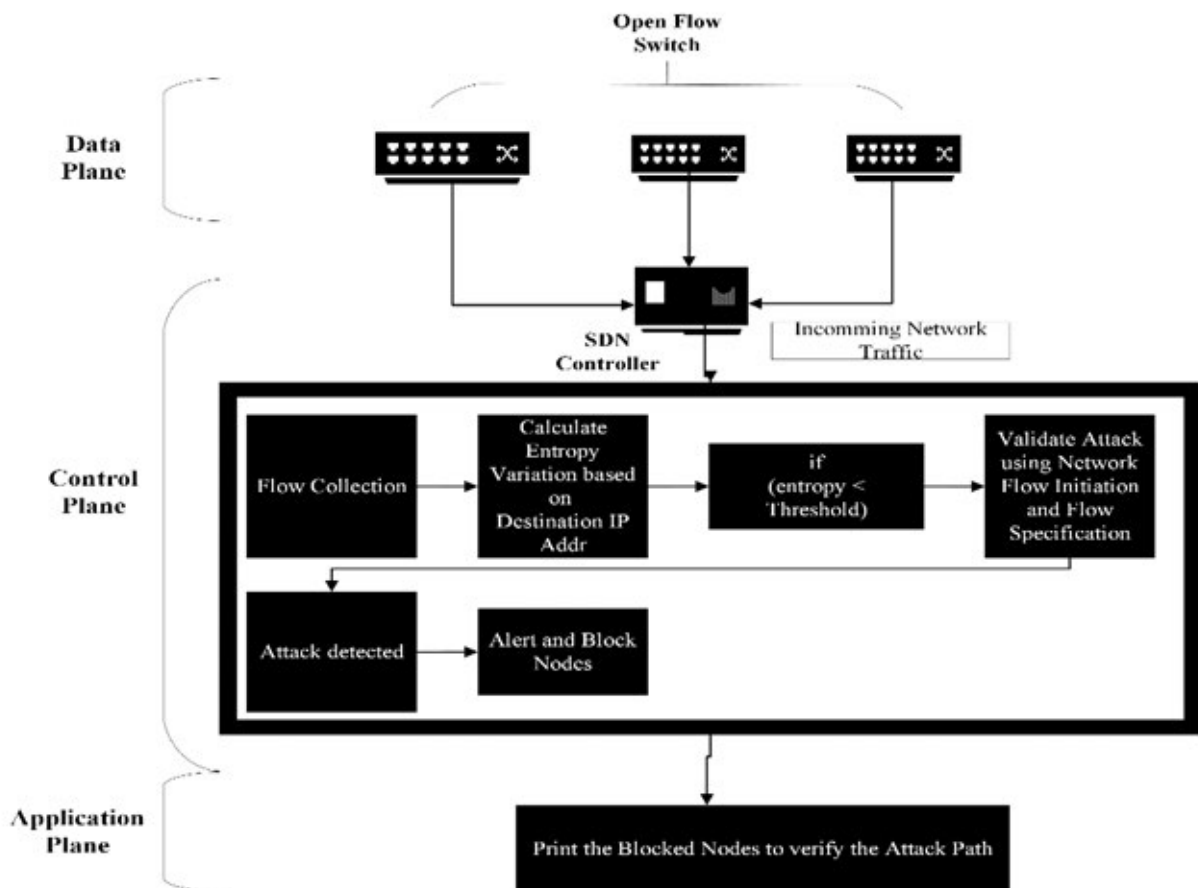 Open Flow
Switch
Data
Plane
SDN
Controller
Incomming Network
Traffic
Control
Plane
Flow Collection
Calculate
Entropy
Variation based
on
Destination IP
Addr
if
(entropy <
Threshold)
Validate Attack
using Network
Flow Initiation
and Flow
Specification
Attack detected
Alert and Block
Nodes
Application
Plane
Print the Blocked Nodes to verify the Attack Path